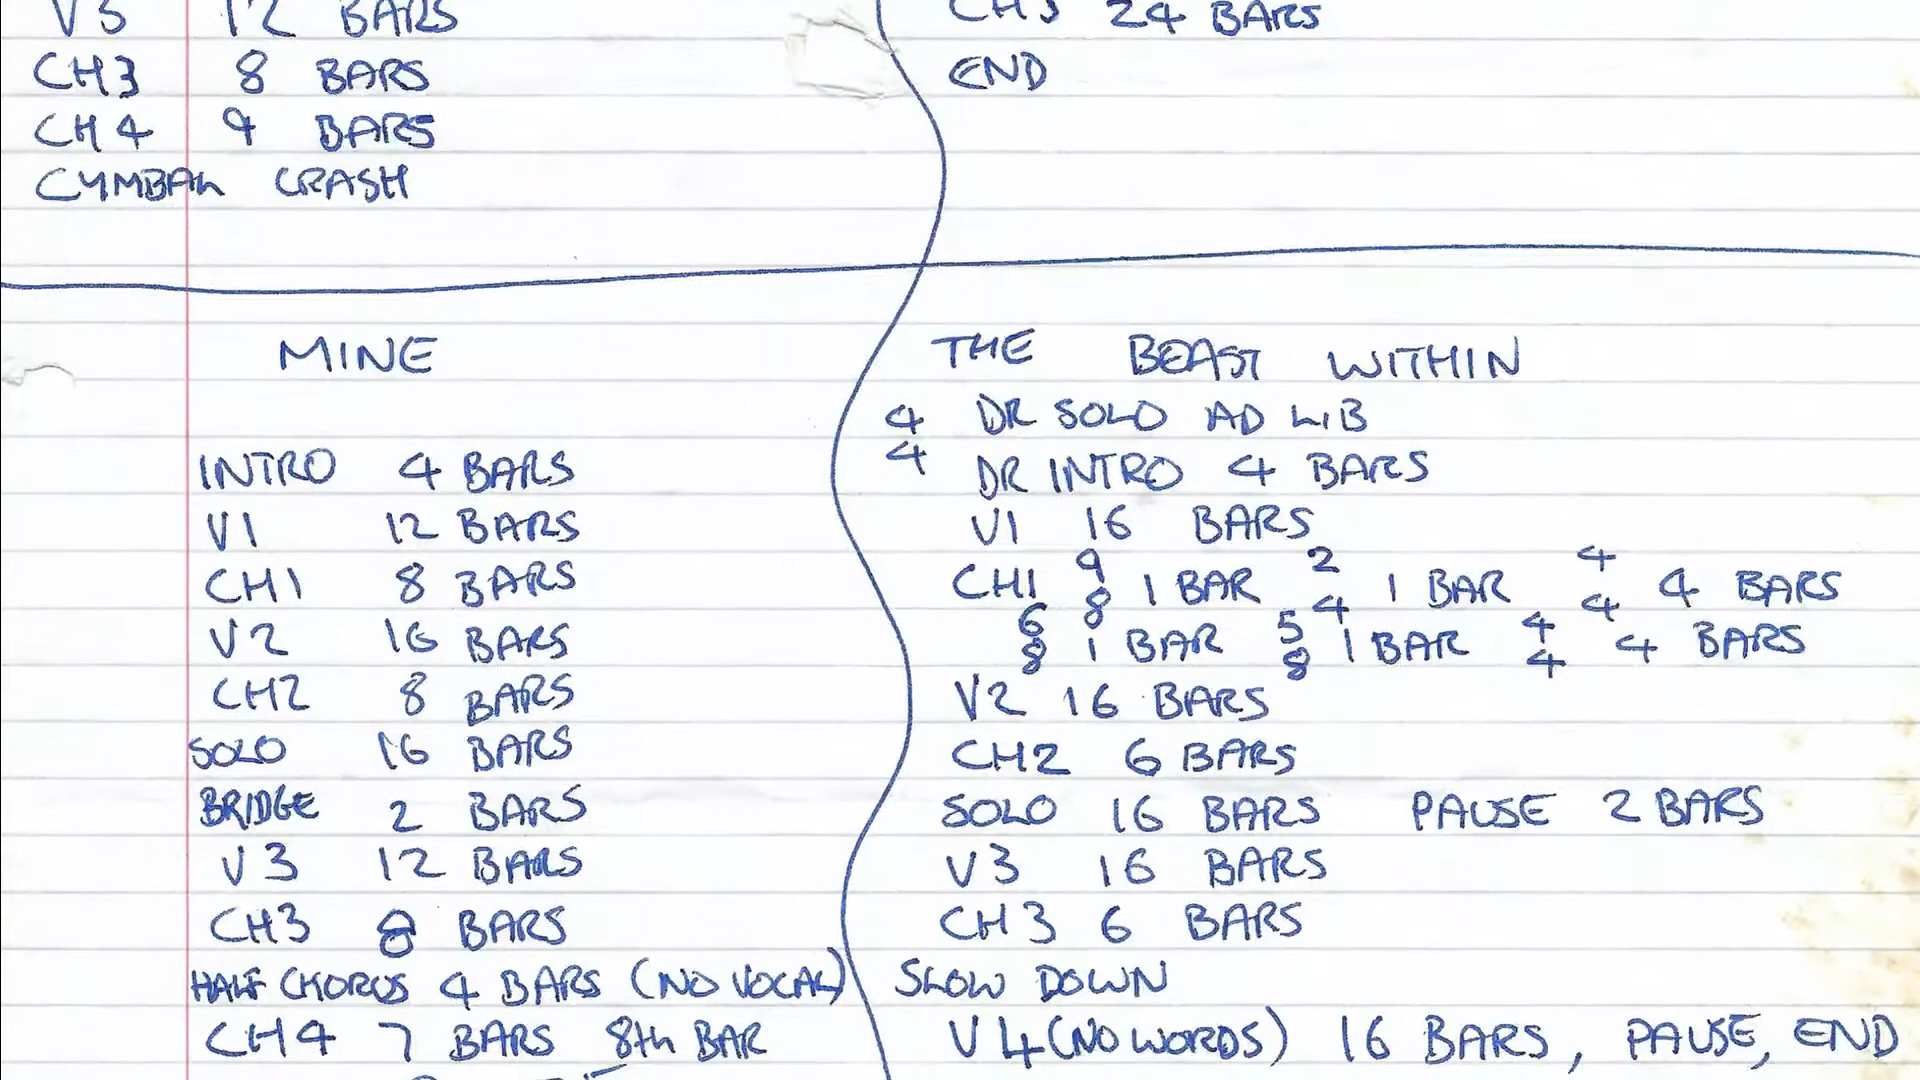 V3 12 BARS
CH3 8 BARS
CH4 9 BARS
CYMBAL CRASH
CH3 24 BARS
END
MINE
INTRO 4 BARS
V1 12 BARS
CH1 8 BARS
V2 16 BARS
CH2 8 BARS
SOLO 16 BARS
BRIDGE 2 BARS
V3 12 BARS
CH3 8 BARS
HALF CHORUS 4 BARS (NO VOCAL)
CH4 7 BARS 8th BAR
THE BEAST WITHIN
4/4 DR SOLO AD LIB
DR INTRO 4 BARS
V1 16 BARS
CH1 9/8 1 BAR 2/4 1 BAR 4/4 4 BARS
6/8 1 BAR 5/8 1 BAR 4/4 4 BARS
V2 16 BARS
CH2 6 BARS
SOLO 16 BARS PAUSE 2 BARS
V3 16 BARS
CH3 6 BARS
SLOW DOWN
V4 (NO WORDS) 16 BARS, PAUSE, END